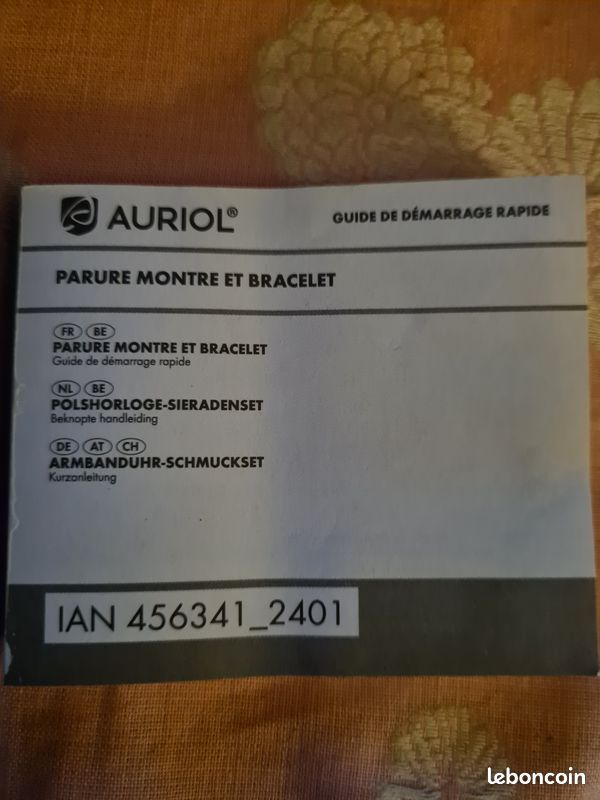 AURIOL®
GUIDE DE DÉMARRAGE RAPIDE
PARURE MONTRE ET BRACELET
FR BE
PARURE MONTRE ET BRACELET
Guide de démarrage rapide
NL BE
POLSHORLOGE-SIERADENSET
Beknopte handleiding
DE AT CH
ARMBANDUHR-SCHMUCKSET
Kurzanleitung
IAN 456341_2401
leboncoin